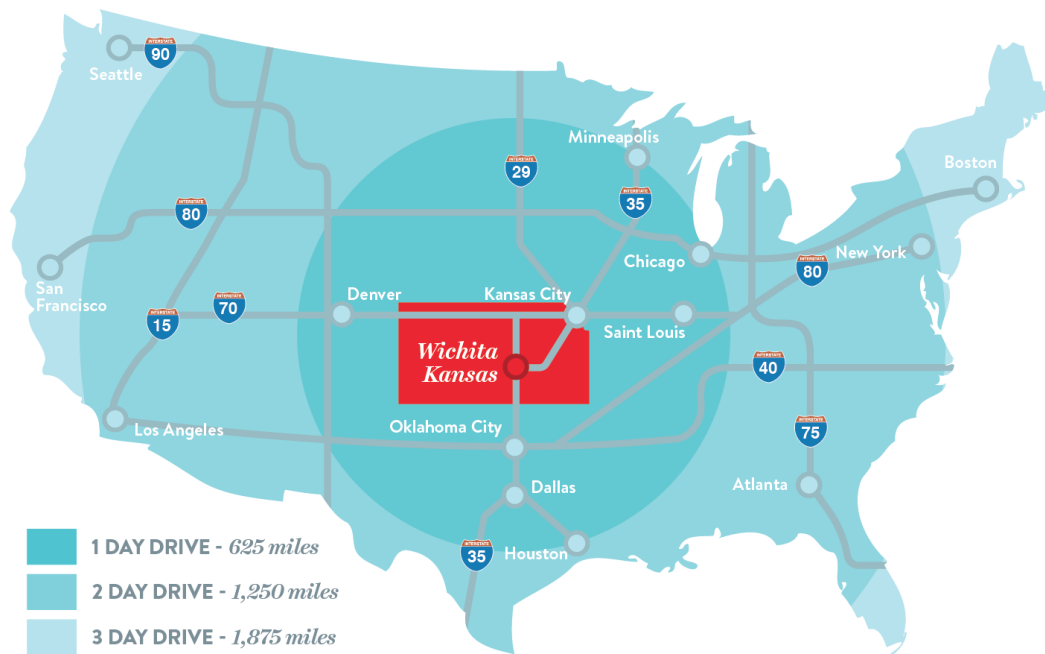 INTERSTATE
90
Seattle
Minneapolis
INTERSTATE
29
Boston
INTERSTATE
35
INTERSTATE
80
New York
Chicago
INTERSTATE
80
San
Francisco
Denver
Kansas City
INTERSTATE
70
INTERSTATE
15
Saint Louis
Wichita
Kansas
INTERSTATE
40
Los Angeles
Oklahoma City
INTERSTATE
75
Dallas
Atlanta
INTERSTATE
35
Houston
1 DAY DRIVE - 625 miles
2 DAY DRIVE - 1,250 miles
3 DAY DRIVE - 1,875 miles